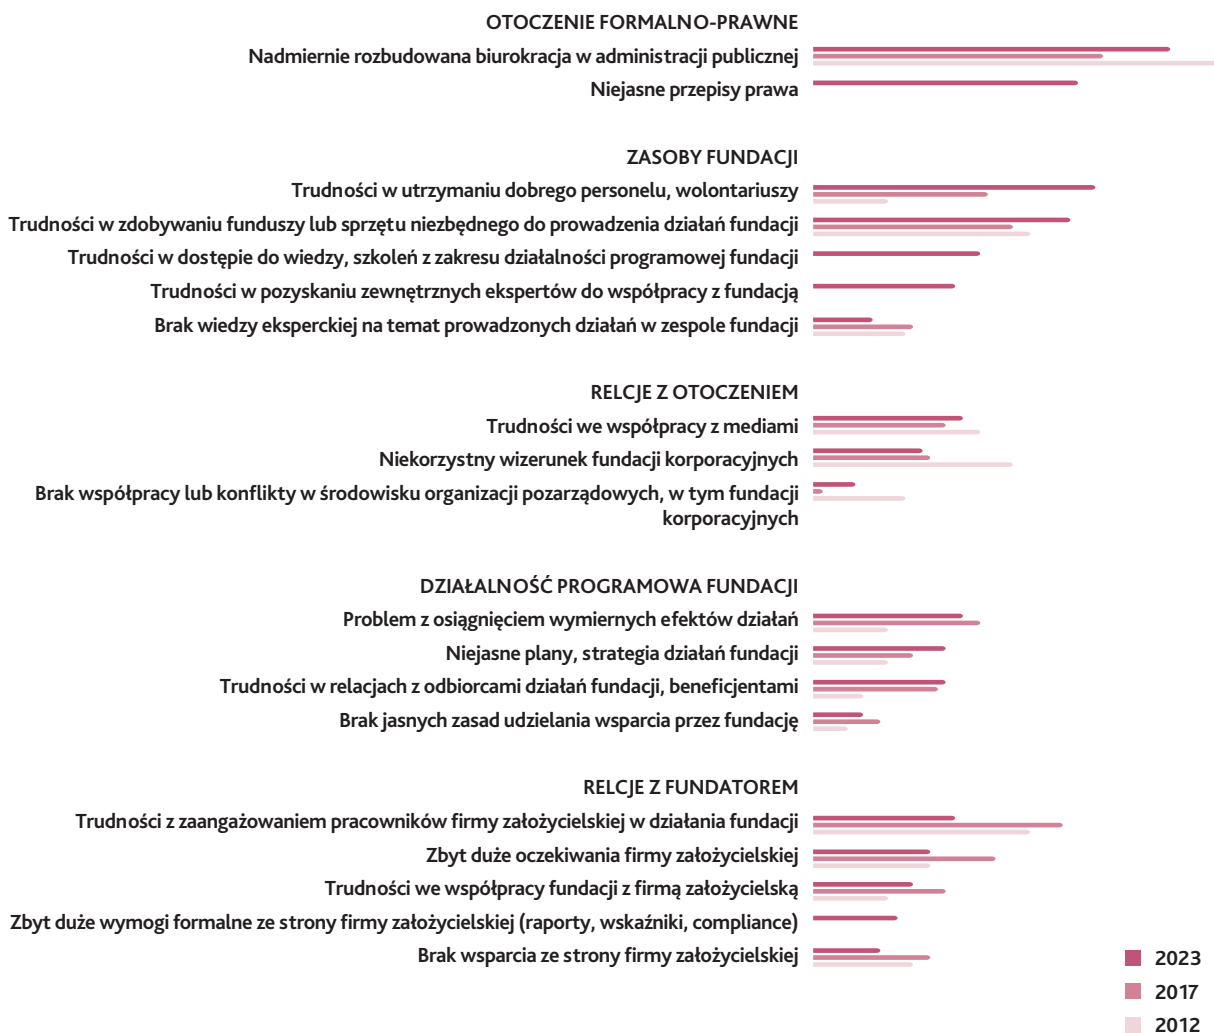 OTOCZENIE FORMALNO-PRAWNE
Nadmiernie rozbudowana biurokracja w administracji publicznej
Niejasne przepisy prawa
ZASOBY FUNDACJI
Trudności w utrzymaniu dobrego personelu, wolontariuszy
Trudności w zdobywaniu funduszy lub sprzętu niezbędnego do prowadzenia działań fundacji
Trudności w dostępie do wiedzy, szkoleń z zakresu działalności programowej fundacji
Trudności w pozyskaniu zewnętrznych ekspertów do współpracy z fundacją
Brak wiedzy eksperckiej na temat prowadzonych działań w zespole fundacji
RELCJE Z OTOCZENIEM
Trudności we współpracy z mediami
Niekorzystny wizerunek fundacji korporacyjnych
Brak współpracy lub konflikty w środowisku organizacji pozarządowych, w tym fundacji
korporacyjnych
DZIAŁALNOŚĆ PROGRAMOWA FUNDACJI
Problem z osiągnięciem wymiernych efektów działań
Niejasne plany, strategia działań fundacji
Trudności w relacjach z odbiorcami działań fundacji, beneficjentami
Brak jasnych zasad udzielania wsparcia przez fundację
RELCJE Z FUNDATOREM
Trudności z zaangażowaniem pracowników firmy założycielskiej w działania fundacji
Zbyt duże oczekiwania firmy założycielskiej
Trudności we współpracy fundacji z firmą założycielską
Zbyt duże wymogi formalne ze strony firmy założycielskiej (raporty, wskaźniki, compliance)
Brak wsparcia ze strony firmy założycielskiej
2023
2017
2012